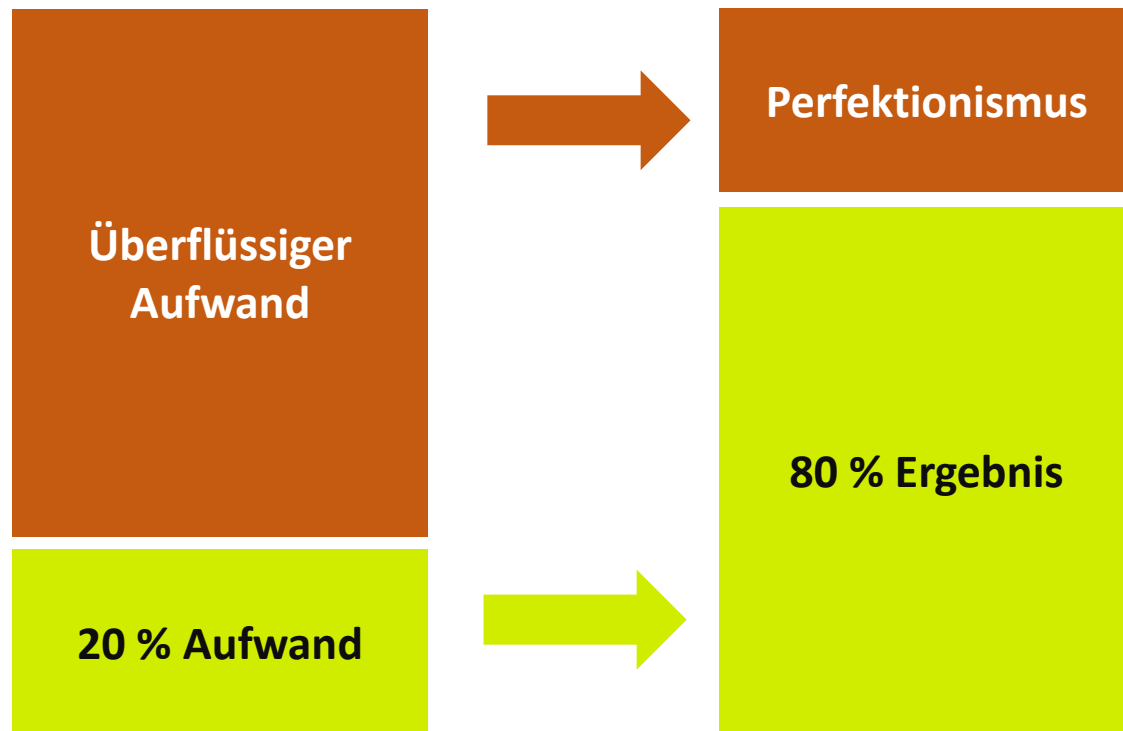 Überflüssiger
Aufwand
Perfektionismus
20 % Aufwand
80 % Ergebnis